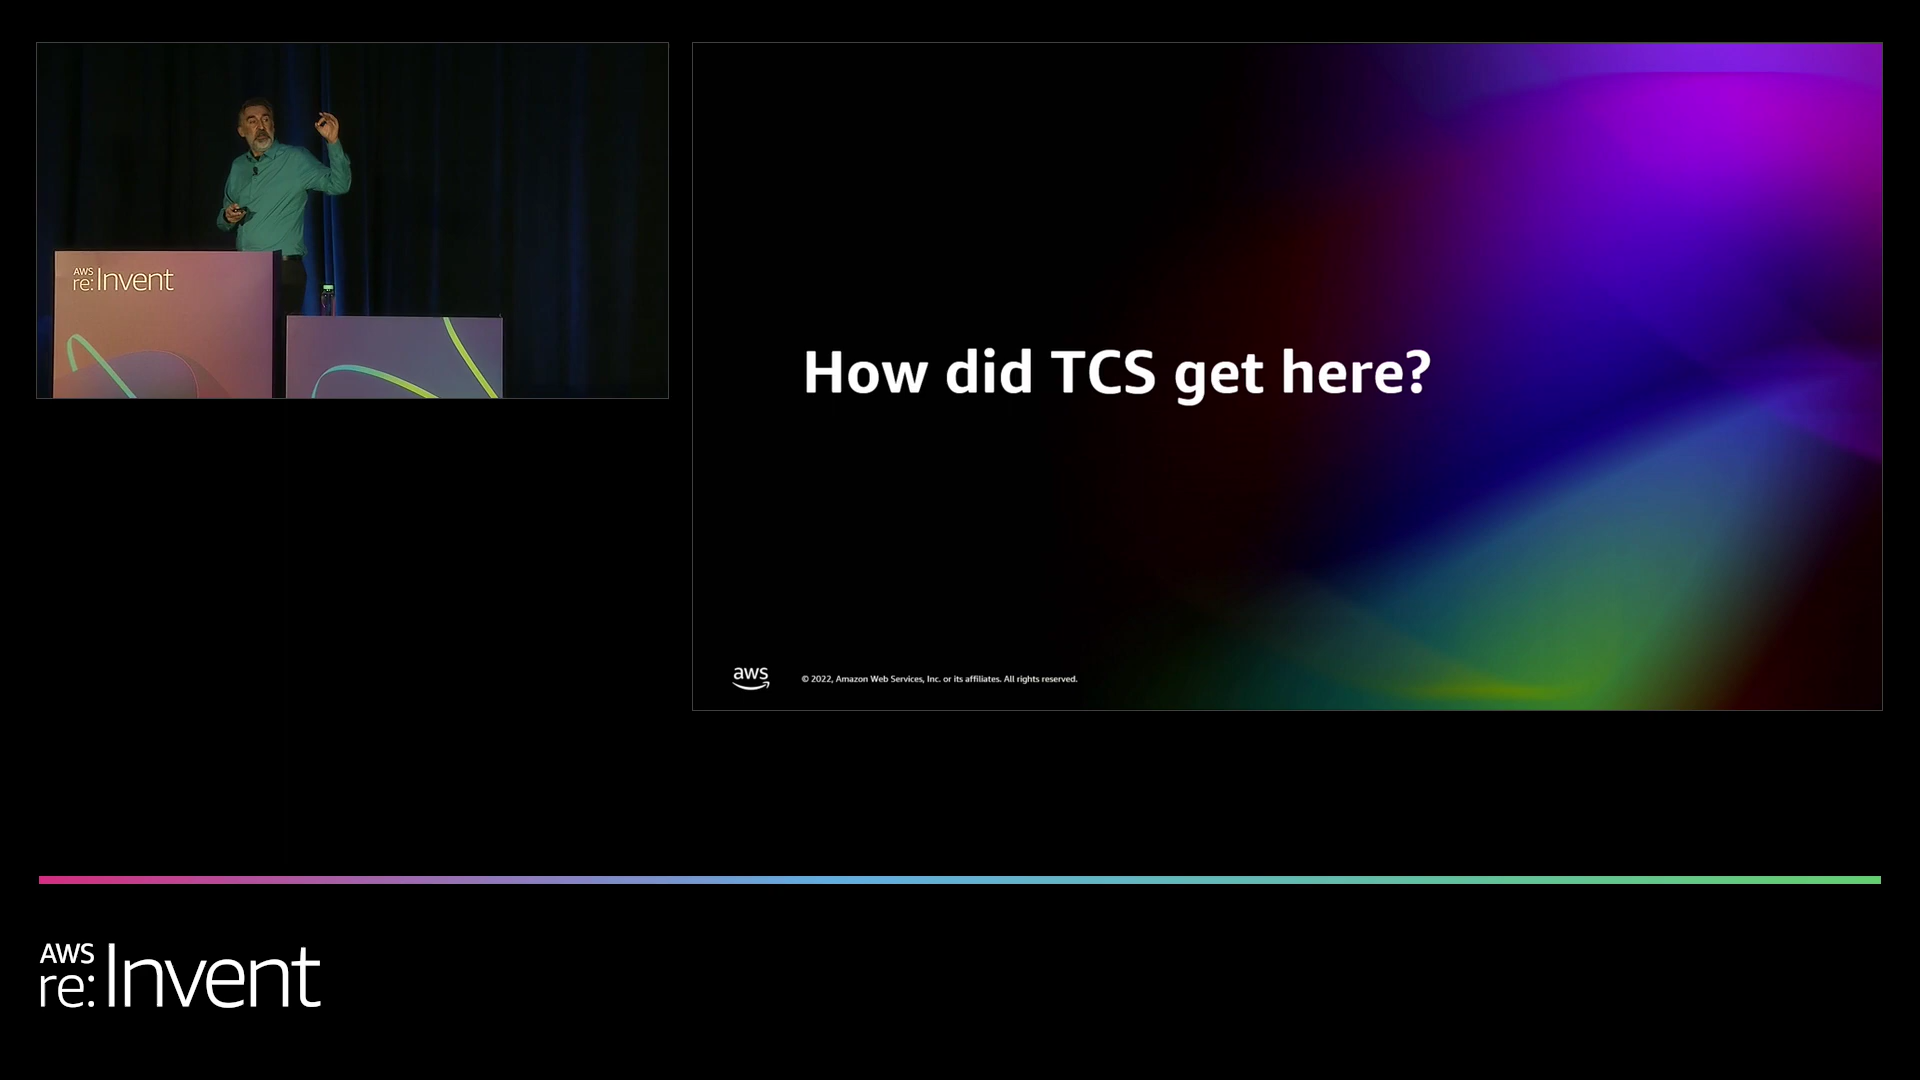 AWS
re:Invent
How did TCS get here?
aws
© 2022, Amazon Web Services, Inc. or its affiliates. All rights reserved.
AWS
re:Invent